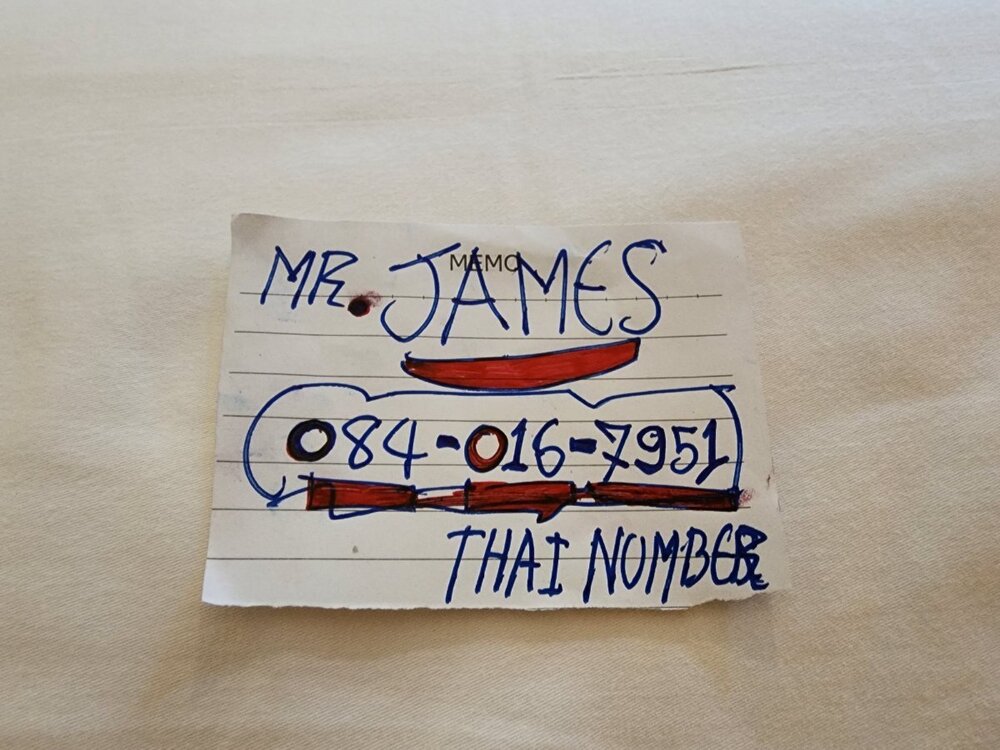 MEMO
MR. JAMES
084-016-7951
THAI NUMBER